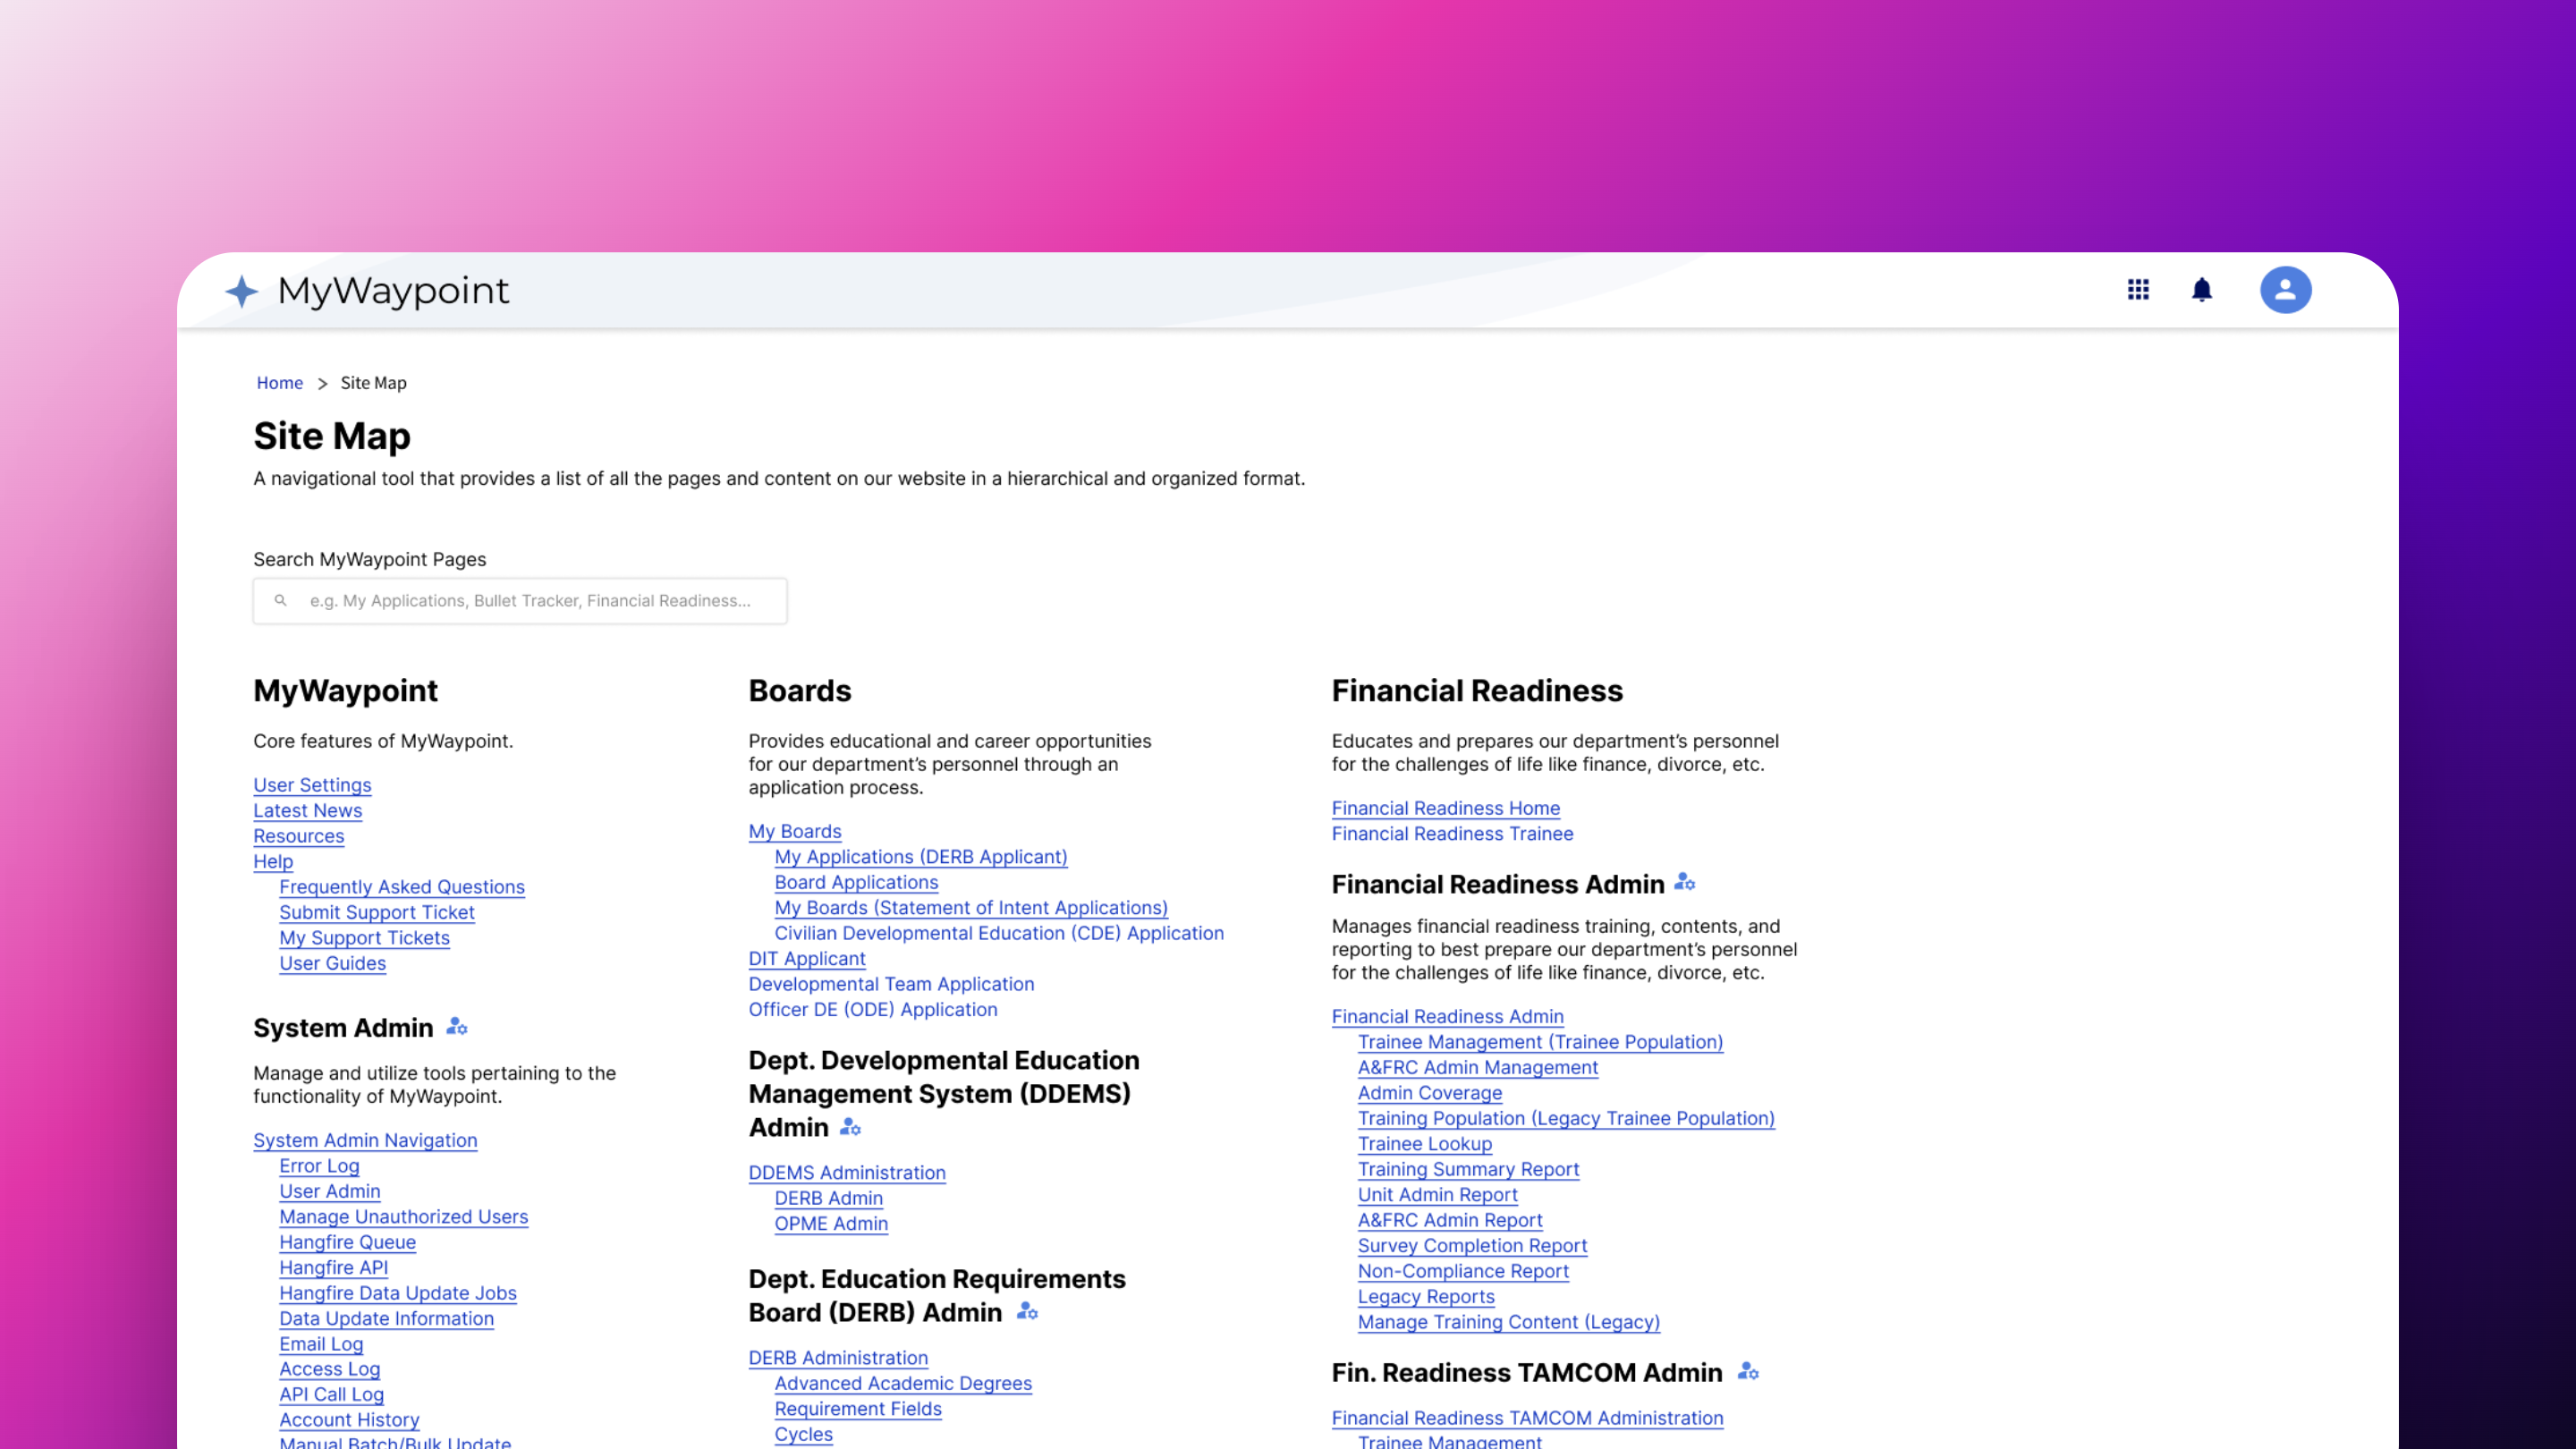 MyWaypoint
Home > Site Map
Site Map
A navigational tool that provides a list of all the pages and content on our website in a hierarchical and organized format.
Search MyWaypoint Pages
e.g. My Applications, Bullet Tracker, Financial Readiness...
MyWaypoint
Core features of MyWaypoint.
User Settings
Latest News
Resources
Help
Frequently Asked Questions
Submit Support Ticket
My Support Tickets
User Guides
System Admin
Manage and utilize tools pertaining to the
functionality of MyWaypoint.
System Admin Navigation
Error Log
User Admin
Manage Unauthorized Users
Hangfire Queue
Hangfire API
Hangfire Data Update Jobs
Data Update Information
Email Log
Access Log
API Call Log
Account History
Manual Batch/Bulk Update
Boards
Provides educational and career opportunities
for our department’s personnel through an
application process.
My Boards
My Applications (DERB Applicant)
Board Applications
My Boards (Statement of Intent Applications)
Civilian Developmental Education (CDE) Application
DIT Applicant
Developmental Team Application
Officer DE (ODE) Application
Dept. Developmental Education
Management System (DDEMS)
Admin
DDEMS Administration
DERB Admin
OPME Admin
Dept. Education Requirements
Board (DERB) Admin
DERB Administration
Advanced Academic Degrees
Requirement Fields
Cycles
Financial Readiness
Educates and prepares our department’s personnel
for the challenges of life like finance, divorce, etc.
Financial Readiness Home
Financial Readiness Trainee
Financial Readiness Admin
Manages financial readiness training, contents, and
reporting to best prepare our department’s personnel
for the challenges of life like finance, divorce, etc.
Financial Readiness Admin
Trainee Management (Trainee Population)
A&FRC Admin Management
Admin Coverage
Training Population (Legacy Trainee Population)
Trainee Lookup
Training Summary Report
Unit Admin Report
A&FRC Admin Report
Survey Completion Report
Non-Compliance Report
Legacy Reports
Manage Training Content (Legacy)
Fin. Readiness TAMCOM Admin
Financial Readiness TAMCOM Administration
Trainee Management